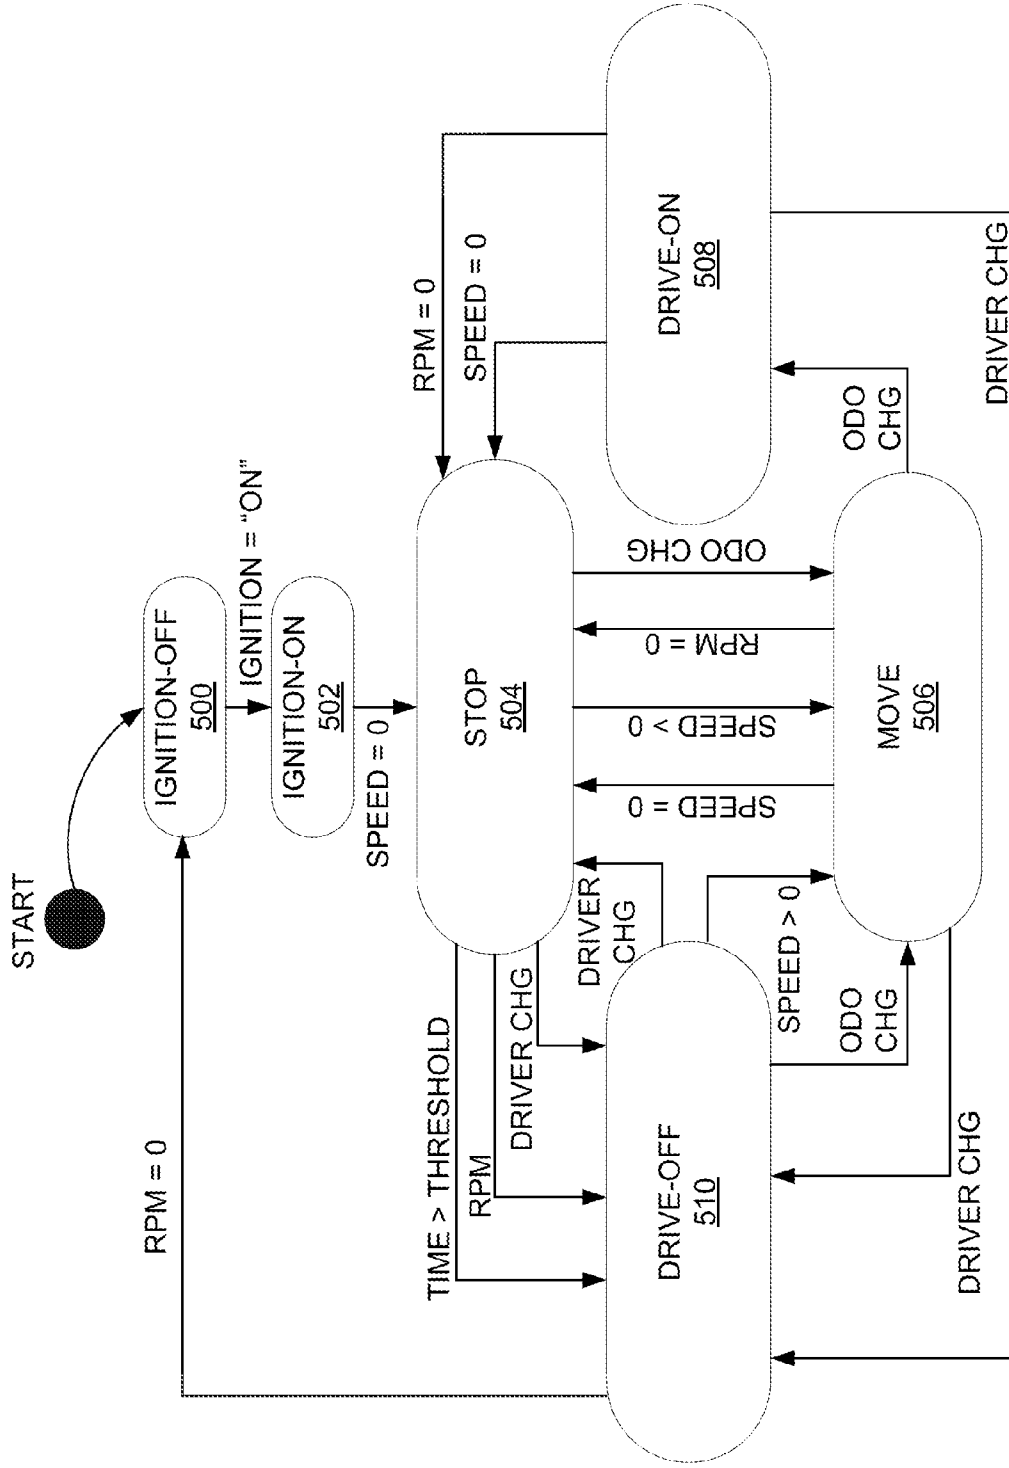 START
IGNITION-OFF
500
IGNITION = “ON”
IGNITION-ON
502
SPEED = 0
RPM = 0
RPM = 0
SPEED = 0
STOP
504
TIME > THRESHOLD
RPM
DRIVER CHG
DRIVER
CHG
SPEED = 0
SPEED > 0
RPM = 0
ODO CHG
DRIVE-ON
508
DRIVE-OFF
510
SPEED > 0
ODO
CHG
MOVE
506
ODO
CHG
DRIVER CHG
DRIVER CHG